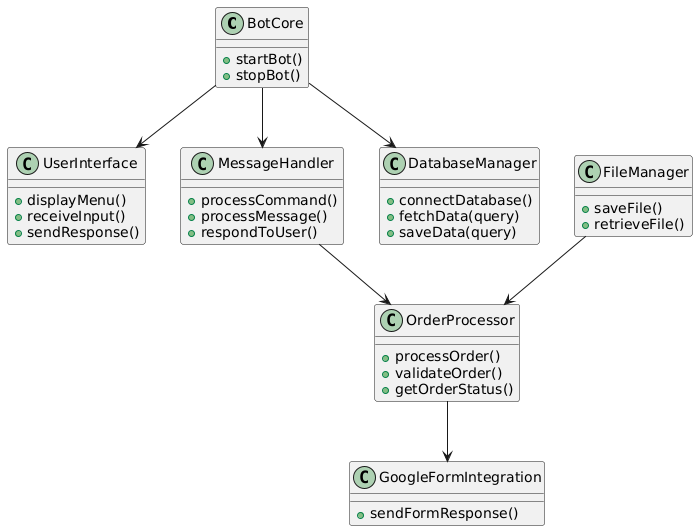 C BotCore
startBot()
stopBot()
C UserInterface
displayMenu()
receiveInput()
sendResponse()
C MessageHandler
processCommand()
processMessage()
respondToUser()
C DatabaseManager
connectDatabase()
fetchData(query)
saveData(query)
C FileManager
saveFile()
retrieveFile()
C OrderProcessor
processOrder()
validateOrder()
getOrderStatus()
C GoogleFormIntegration
sendFormResponse()